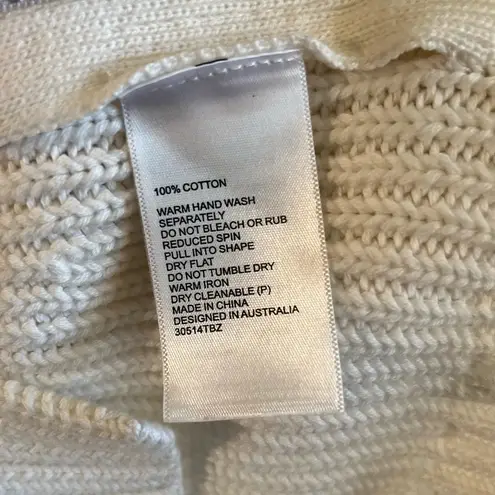 100% COTTON
WARM HAND WASH
SEPARATELY
DO NOT BLEACH OR RUB
REDUCED SPIN
PULL INTO SHAPE
DRY FLAT
DO NOT TUMBLE DRY
WARM IRON
DRY CLEANABLE (P)
MADE IN CHINA
DESIGNED IN AUSTRALIA
30514TBZ